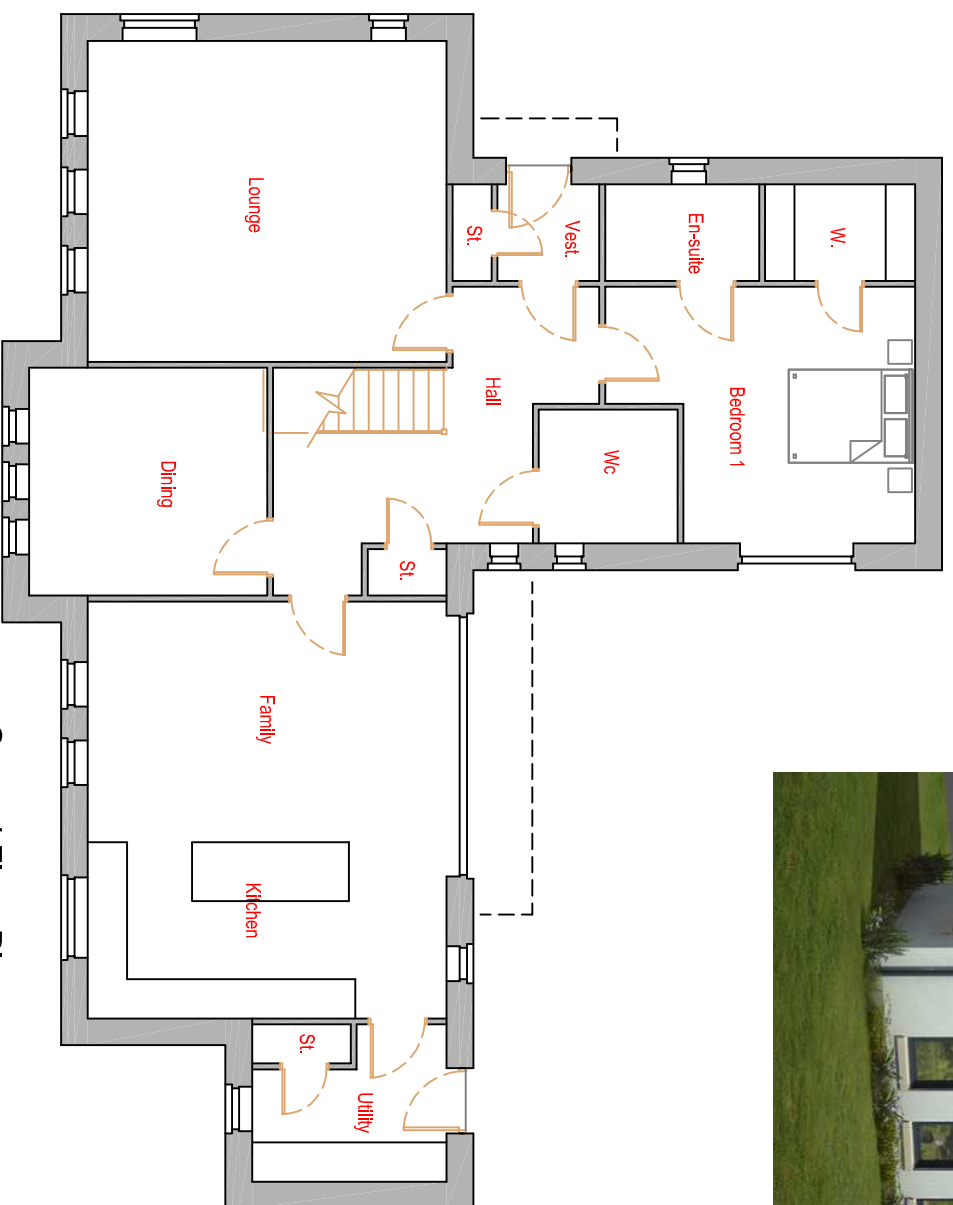 W.
Bedroom 1
En-suite
Wc
Vest.
Hall
St.
St.
Utility
St.
Family
Lounge
Kitchen
Dining